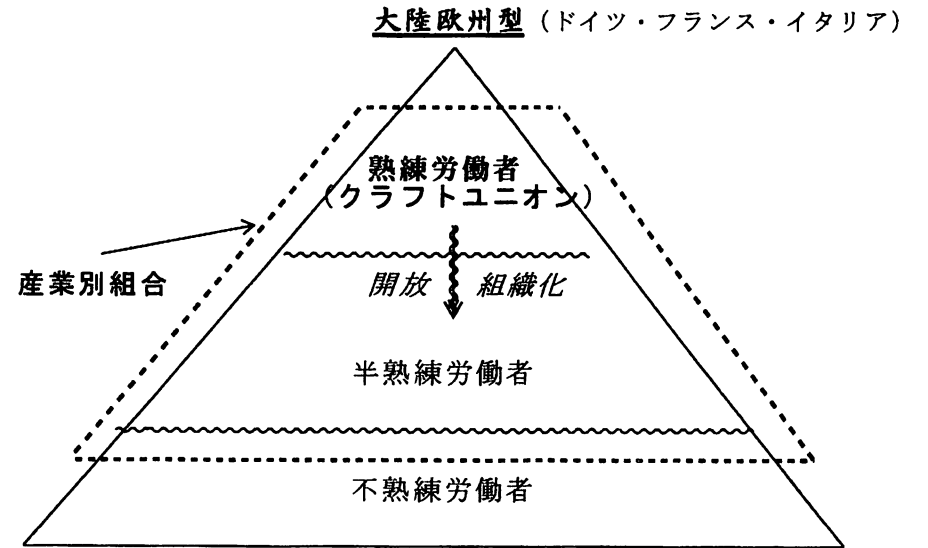 大陸欧州型（ドイツ・フランス・イタリア）
熟練労働者
（クラフトユニオン）
産業別組合
開放 組織化
半熟練労働者
不熟練労働者